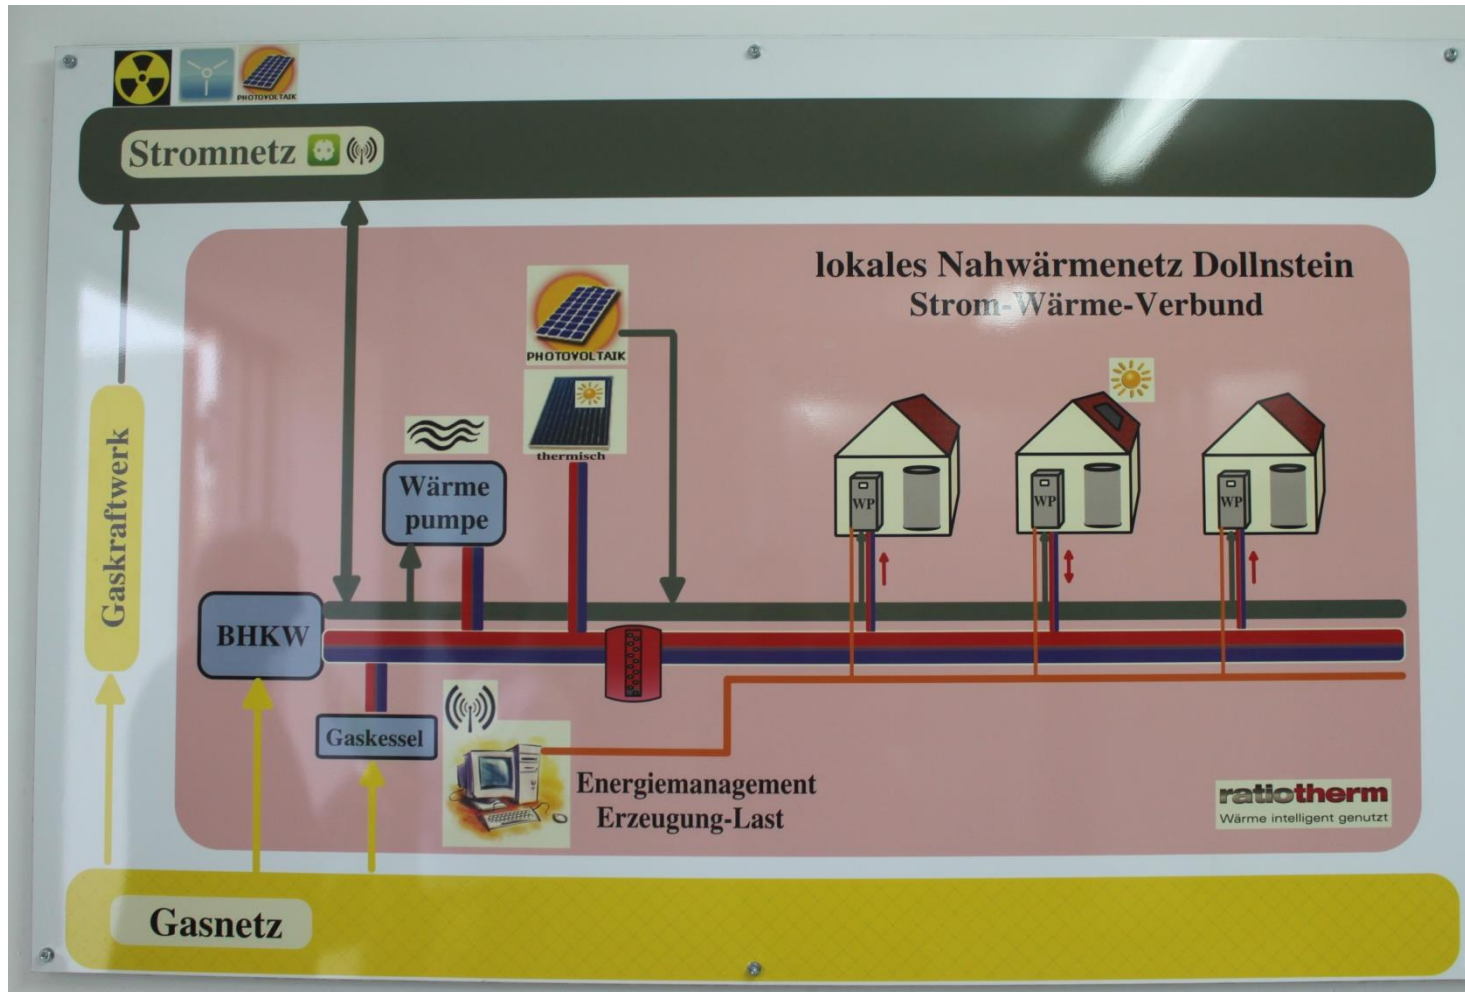 PHOTOVOLTAIK
Stromnetz
lokales Nahwärmenetz Dollnstein
Strom-Wärme-Verbund
PHOTOVOLTAIK
thermisch
Gaskraftwerk
Wärme
pumpe
WP
WP
WP
BHKW
Gaskessel
Energiemanagement
Erzeugung-Last
ratiotherm
Wärme intelligent genutzt
Gasnetz